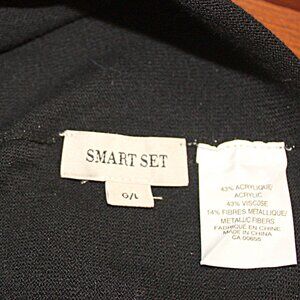 SMART SET
G/L
43% ACRYLIQUE/
ACRYLIC
43% VISCOSE
14% FIBRES METALLIQUE/
METALLIC FIBERS
FABRIQUÉ EN CHINE
MADE IN CHINA
CA 00655